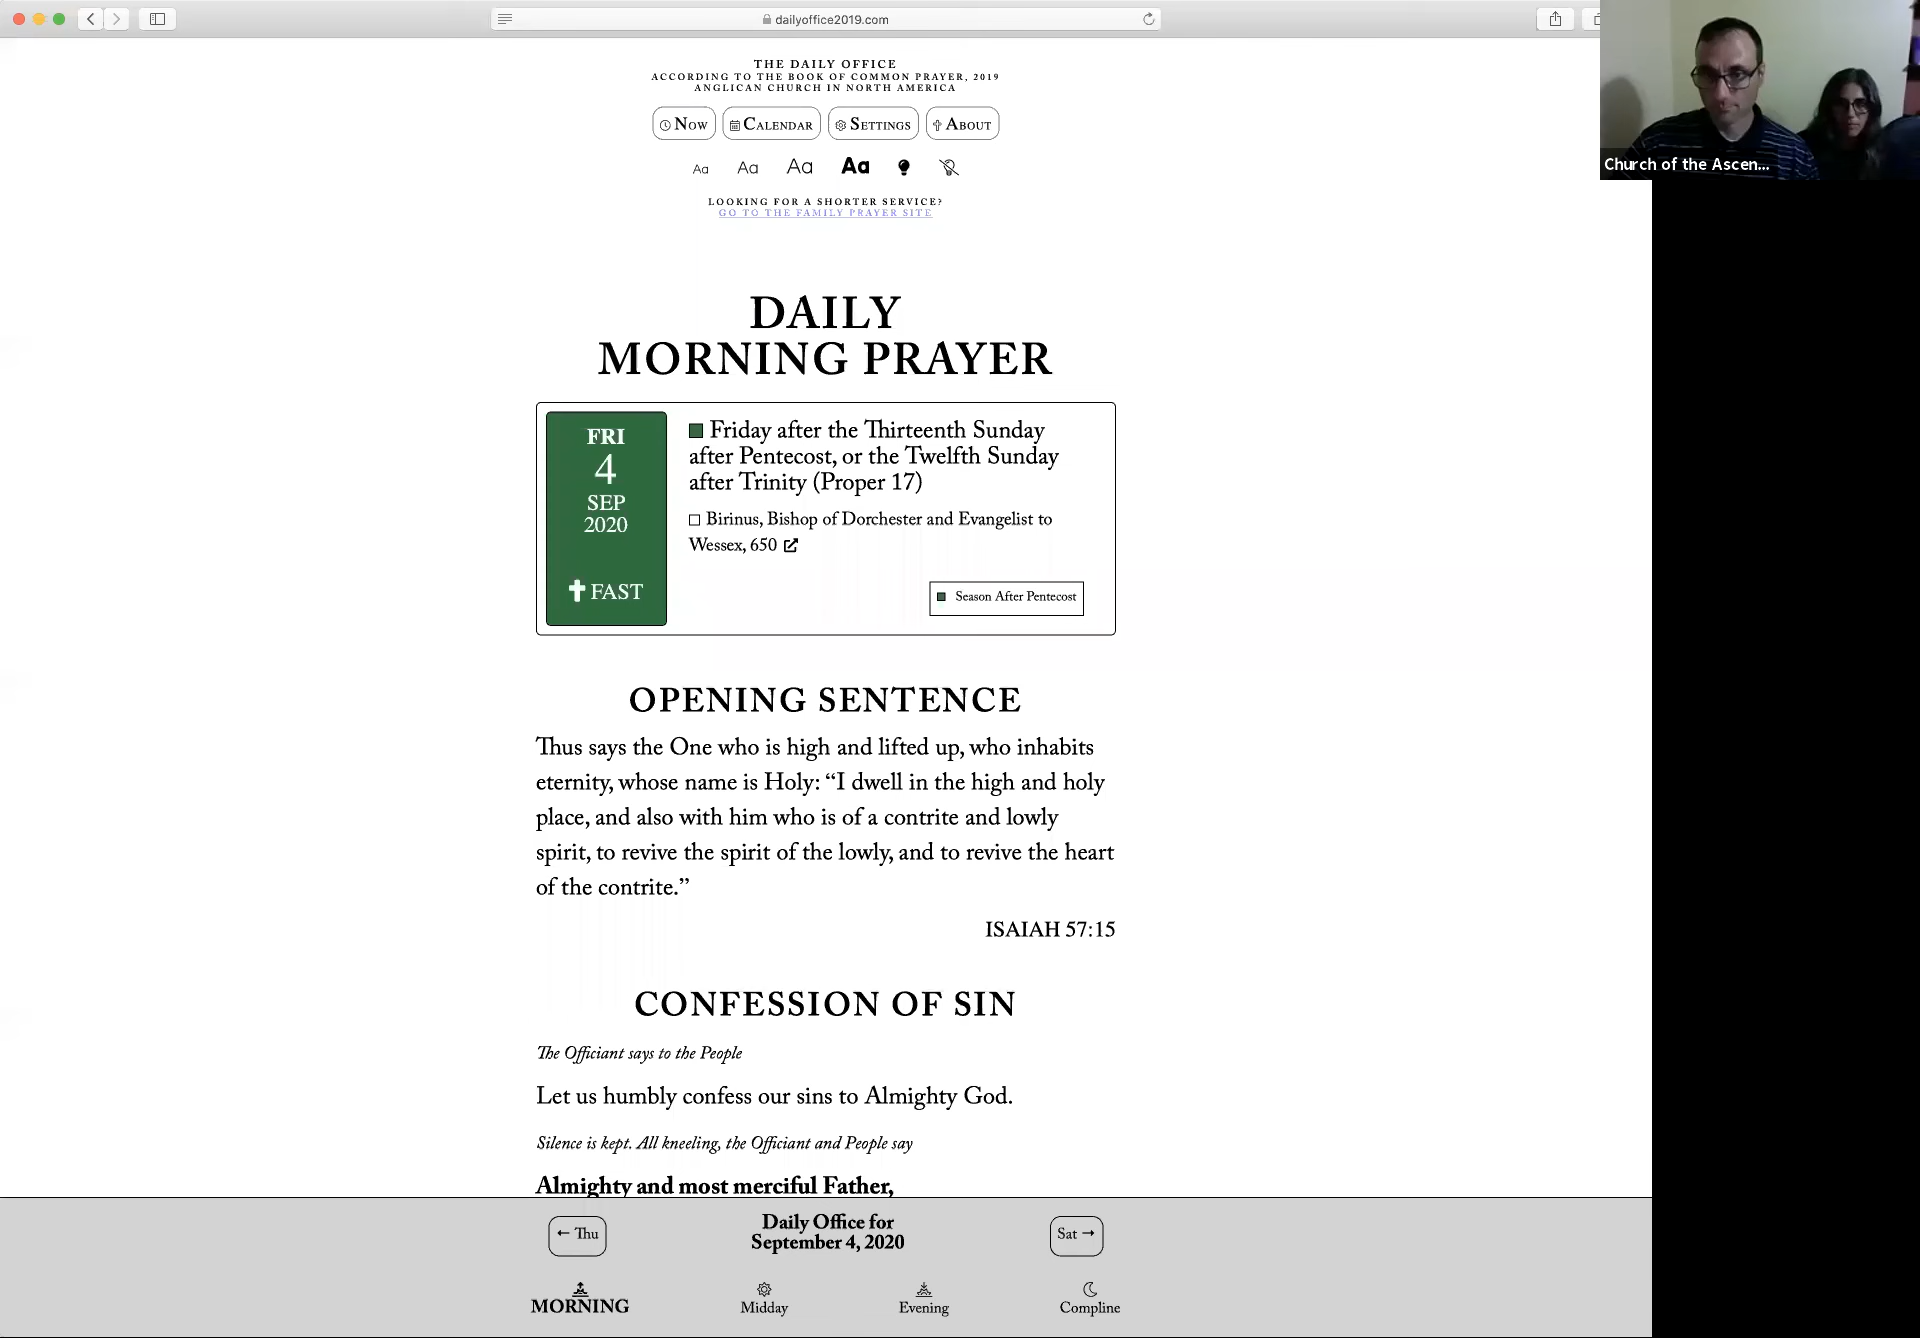 dailyoffice2019.com
THE DAILY OFFICE
ACCORDING TO THE BOOK OF COMMON PRAYER, 2019
ANGLICAN CHURCH IN NORTH AMERICA
Now Calendar Settings About
Aa Aa Aa Aa
LOOKING FOR A SHORTER SERVICE?
GO TO THE FAMILY PRAYER SITE
Church of the Ascen...
DAILY
MORNING PRAYER
FRI
4
SEP
2020
FAST
Friday after the Thirteenth Sunday
after Pentecost, or the Twelfth Sunday
after Trinity (Proper 17)
Birinus, Bishop of Dorchester and Evangelist to
Wessex, 650
Season After Pentecost
OPENING SENTENCE
Thus says the One who is high and lifted up, who inhabits
eternity, whose name is Holy: “I dwell in the high and holy
place, and also with him who is of a contrite and lowly
spirit, to revive the spirit of the lowly, and to revive the heart
of the contrite.”
ISAIAH 57:15
CONFESSION OF SIN
The Officiant says to the People
Let us humbly confess our sins to Almighty God.
Silence is kept. All kneeling, the Officiant and People say
Almighty and most merciful Father,
← Thu
Daily Office for
September 4, 2020
Sat →
MORNING Midday Evening Compline